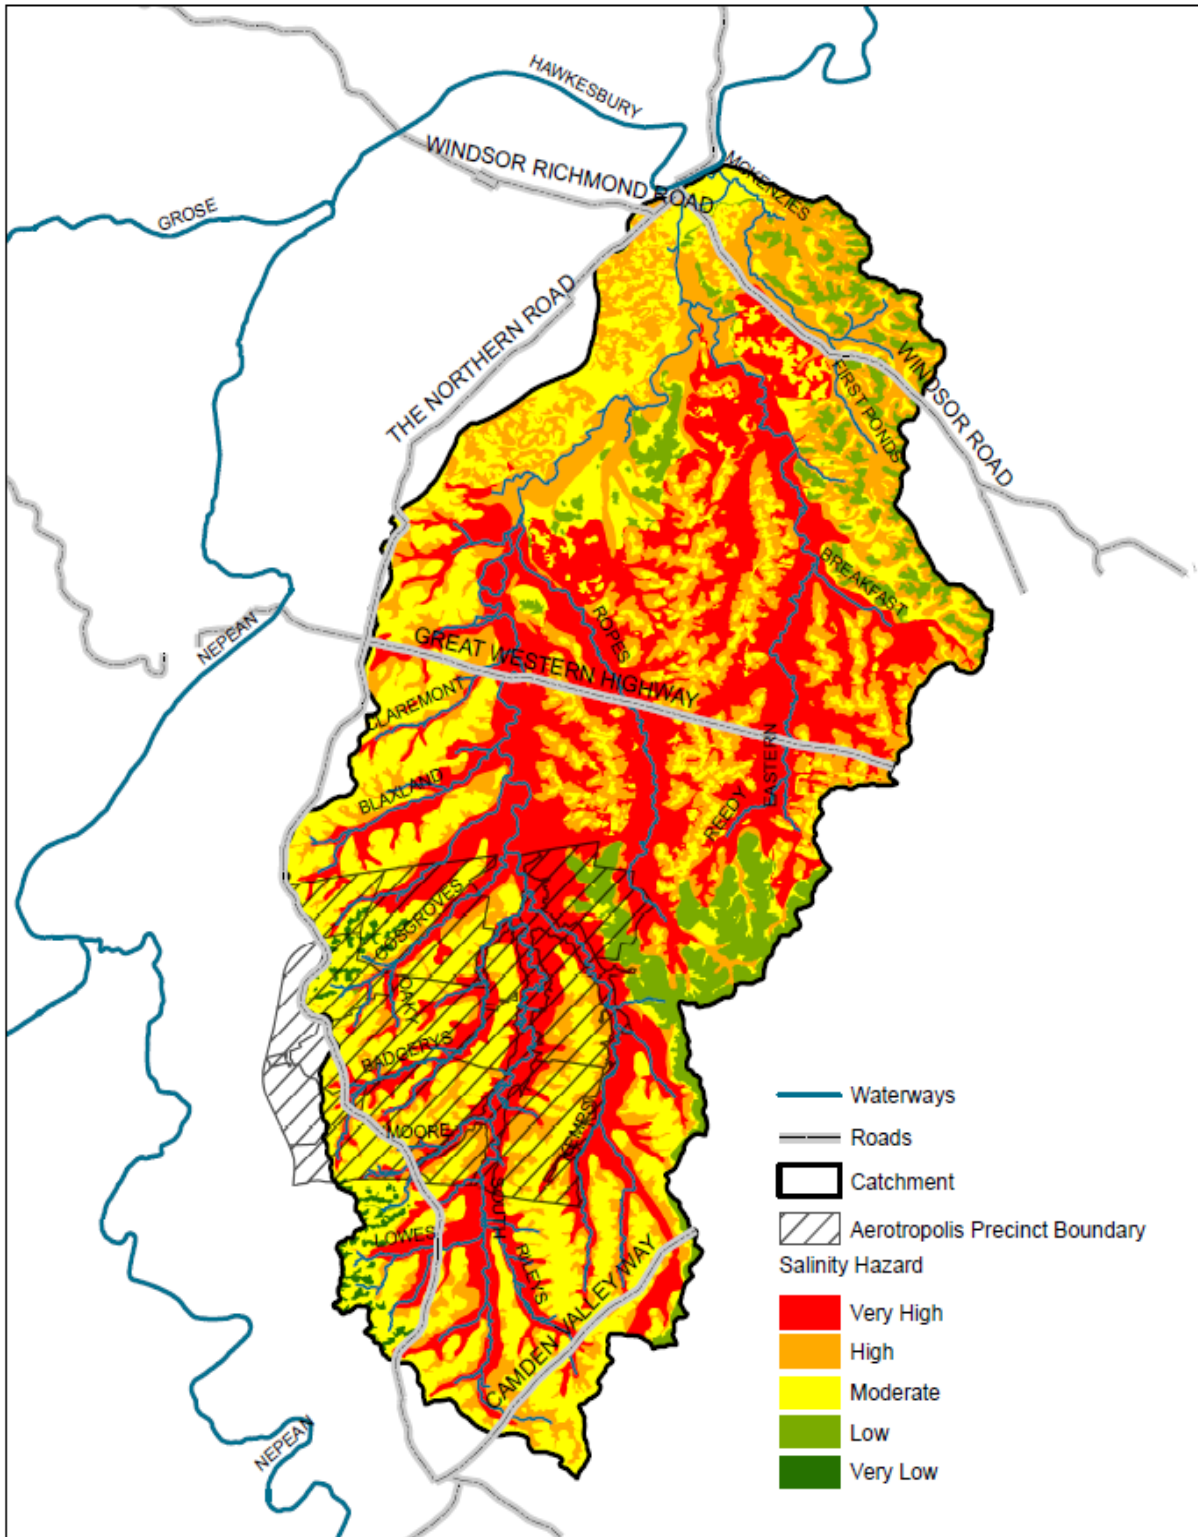 HAWKESBURY
WINDSOR RICHMOND ROAD
MCKENZIES
GROSE
THE NORTHERN ROAD
WINDSOR ROAD
FIRST PONDS
BREAKFAST
ROPES
NEPEAN
GREAT WESTERN HIGHWAY
CLAREMONT
EASTERN
BLAXLAND
REEDY
COSGROVES
OAKY
BADGERYS
MOORE
KEMPS
SOUTH
LOWES
RILEYS
CAMDEN VALLEY WAY
NEPEAN
Waterways
Roads
Catchment
Aerotropolis Precinct Boundary
Salinity Hazard
Very High
High
Moderate
Low
Very Low